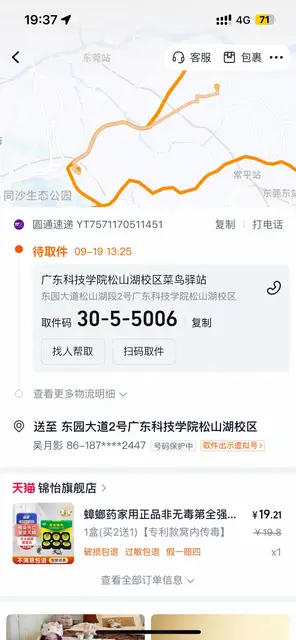 19:37
4G
71
东莞站
客服
包裹
同沙生态公园
常平站
东莞东站
圆通速递 YT7571170511451
复制
打电话
待取件 09-19 13:25
广东科技学院松山湖校区菜鸟驿站
东园大道松山湖段2号广东科技学院松山湖校区
取件码 30-5-5006 复制
找人帮取
扫码取件
查看更多物流明细
送至 东园大道2号广东科技学院松山湖校区
吴月影 86-187****2447 号码保护中 取件出示虚拟号>
天猫 锦怡旗舰店 >
蟑螂药家用正品非无毒第全强... ¥19.21
1盒(买2送1)【专利款窝内传毒】 ¥19.8
破损包退 过敏包退 假一赔四 x1
不满意包退
查看全部订单信息